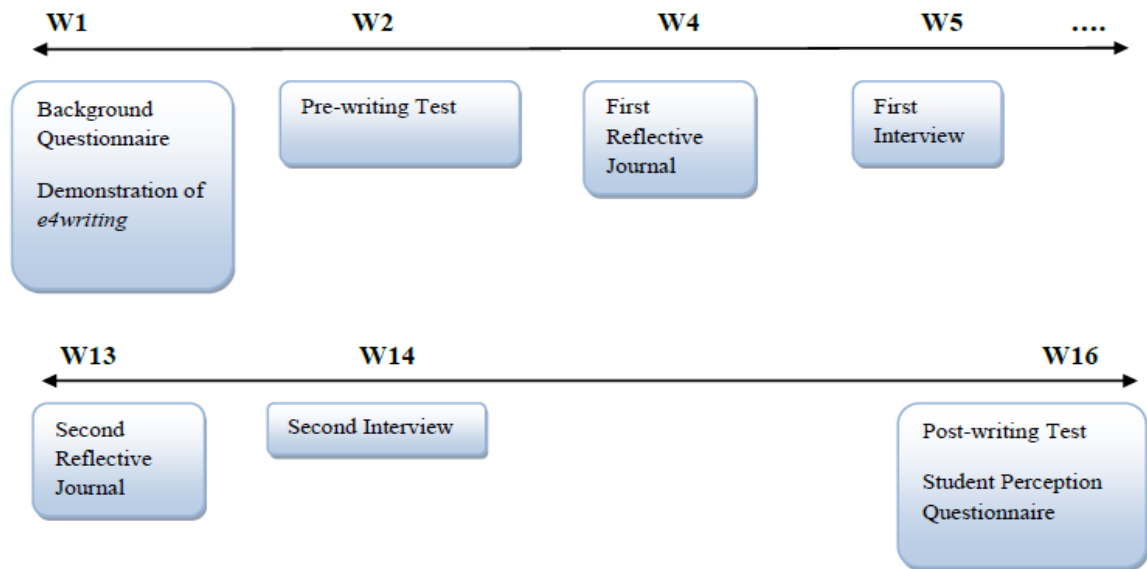 W1 W2 W4 W5 ....
Background
Questionnaire
Demonstration of
e4writing
Pre-writing Test
First
Reflective
Journal
First
Interview
W13 W14 W16
Second
Reflective
Journal
Second Interview
Post-writing Test
Student Perception
Questionnaire